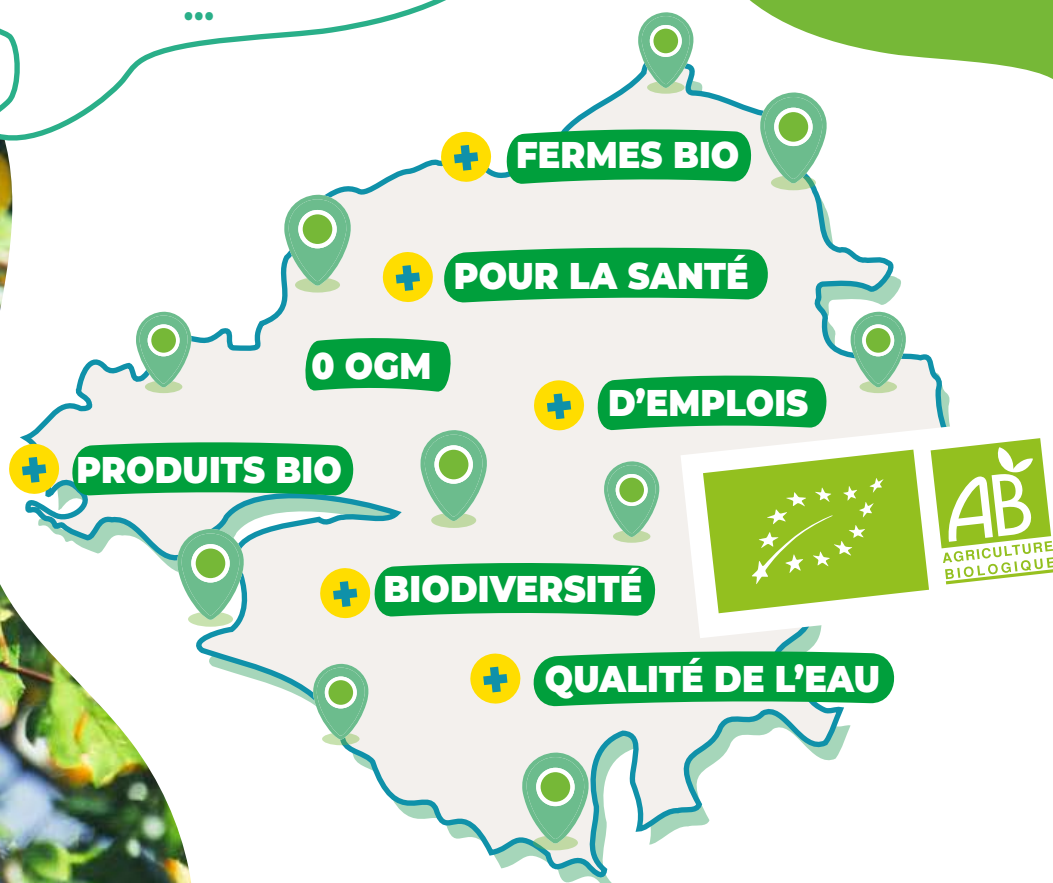 FERMES BIO
POUR LA SANTÉ
0 OGM
D'EMPLOIS
PRODUITS BIO
AB
AGRICULTURE
BIOLOGIQUE
BIODIVERSITÉ
QUALITÉ DE L'EAU